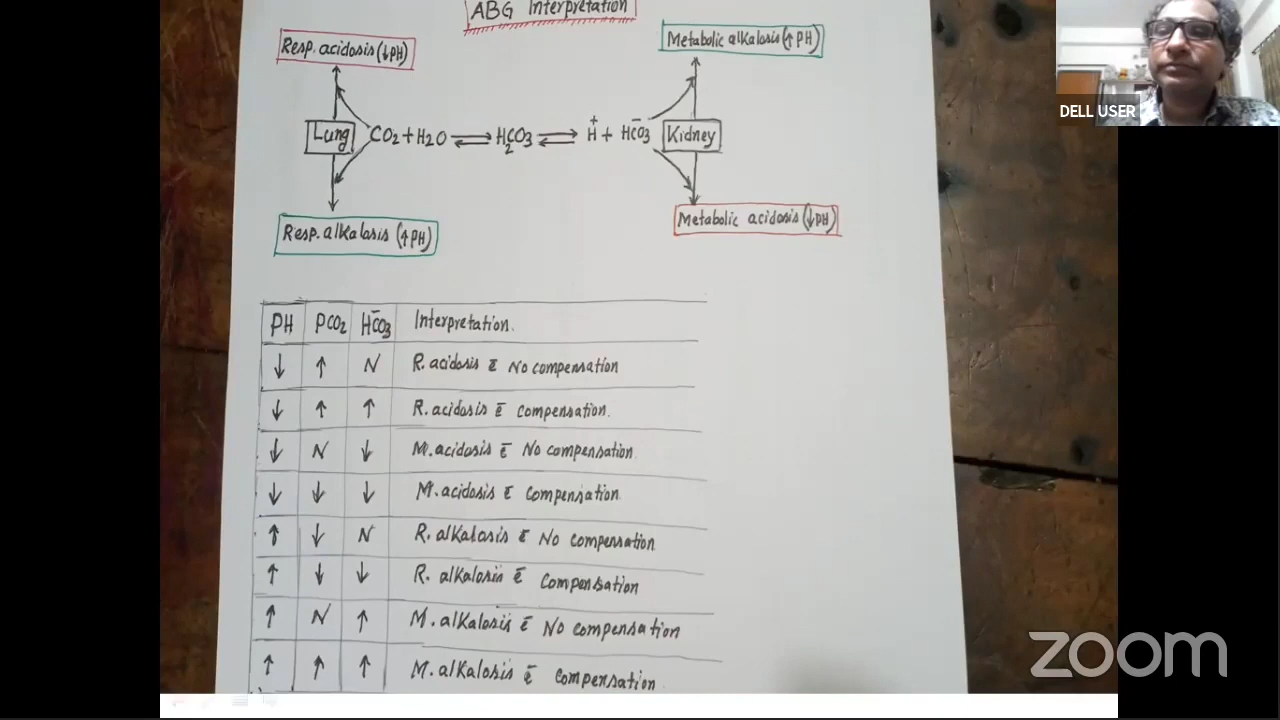 ABG Interpretation
Resp. acidosis (↓PH)
Metabolic alkalosis (↑PH)
DELL USER
Lung CO2 + H2O ⇌ H2CO3 ⇌ H+ + HCO3− Kidney
Resp. alkalosis (↑PH)
Metabolic acidosis (↓PH)
PH PCO2 HCO3− Interpretation.
↓ ↑ N R. acidosis c̄ No compensation
↓ ↑ ↑ R. acidosis c̄ compensation.
↓ N ↓ M. acidosis c̄ No compensation
↓ ↓ ↓ M. acidosis c̄ compensation
↑ ↓ N R. alkalosis c̄ No compensation
↑ ↓ ↓ R. alkalosis c̄ compensation
↑ N ↑ M. alkalosis c̄ No compensation
↑ ↑ ↑ M. alkalosis c̄ compensation
zoom